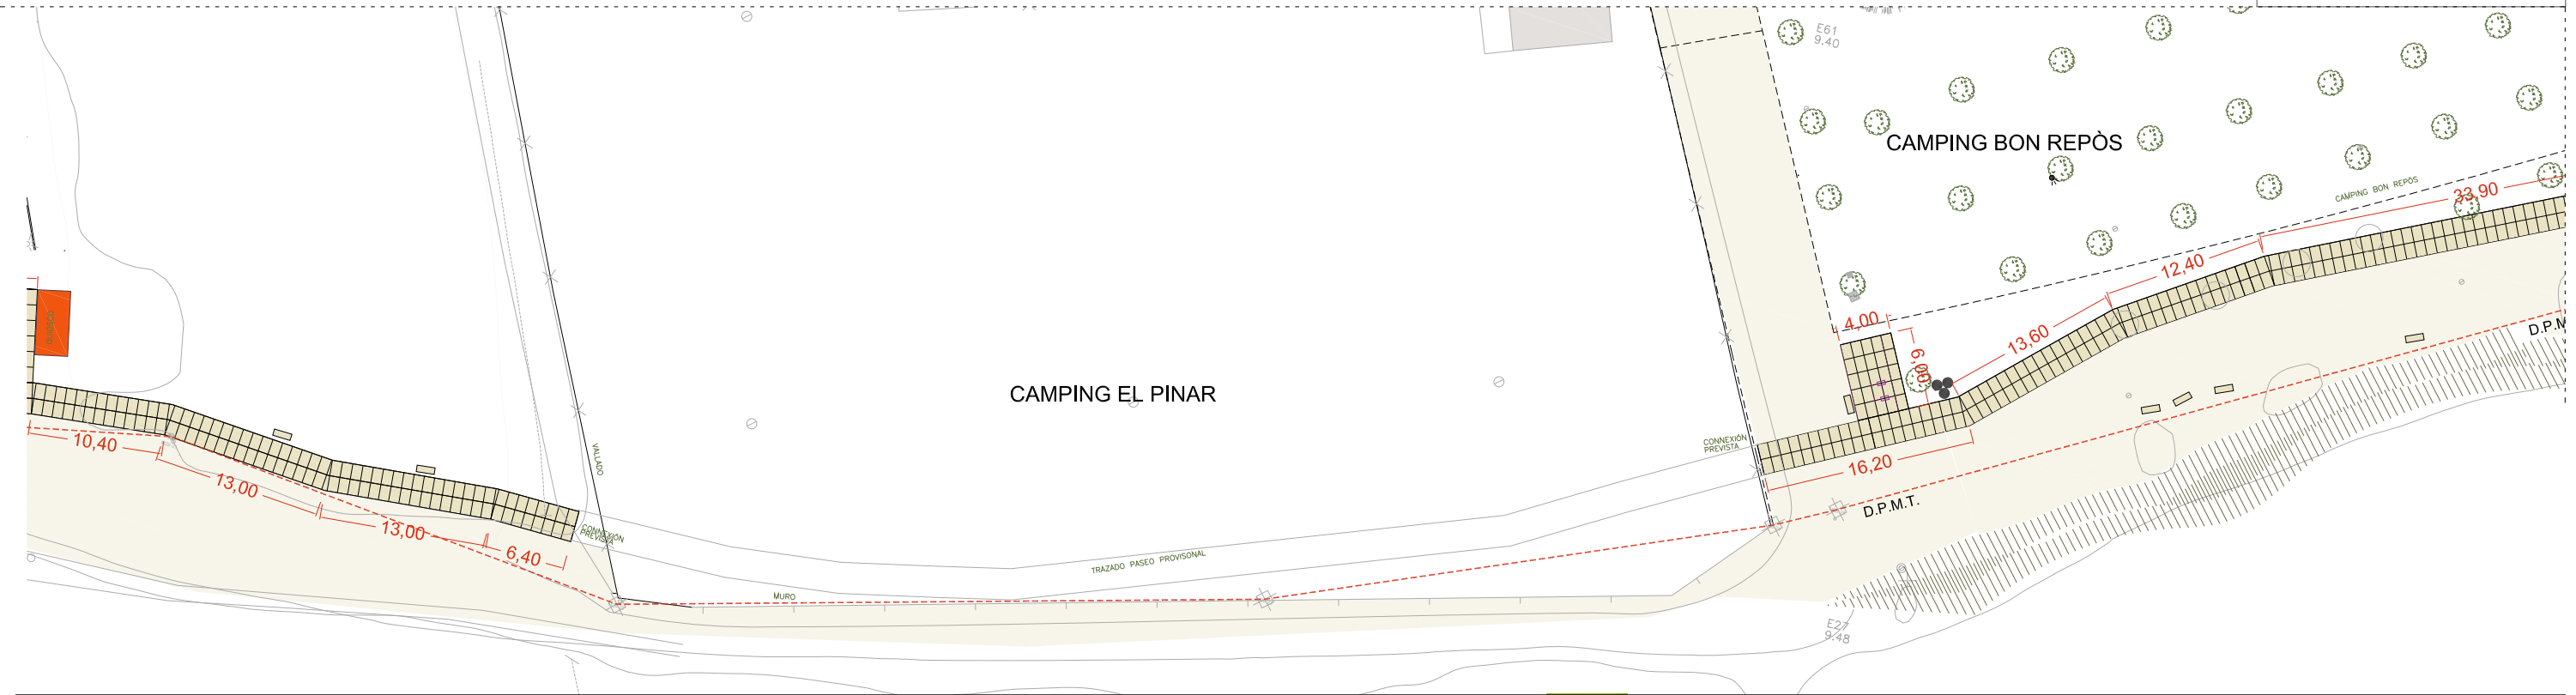 E61
9.40
CAMPING BON REPÒS
CAMPING BON REPÒS
33,90
12,40
4,00
13,60
6,00
CAMPING EL PINAR
D.P.M
10,40
VALLADO
CONNEXIÓN
PREVISTA
16,20
13,00
13,00
CONNEXIÓN
PREVISTA
D.P.M.T.
6,40
TRAZADO PASEO PROVISONAL
MURO
E27
9.48